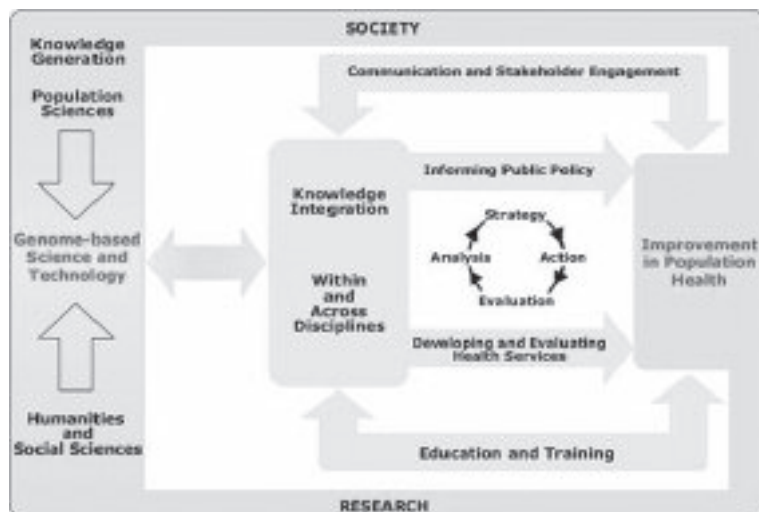 SOCIETY
Knowledge
Generation
Population
Sciences
Genome-based
Science and
Technology
Humanities
and
Social Sciences
Communication and Stakeholder Engagement
Knowledge
Integration
Within
and
Across
Disciplines
Informing Public Policy
Strategy
Analysis
Action
Evaluation
Developing and Evaluating
Health Services
Improvement
in Population
Health
Education and Training
RESEARCH